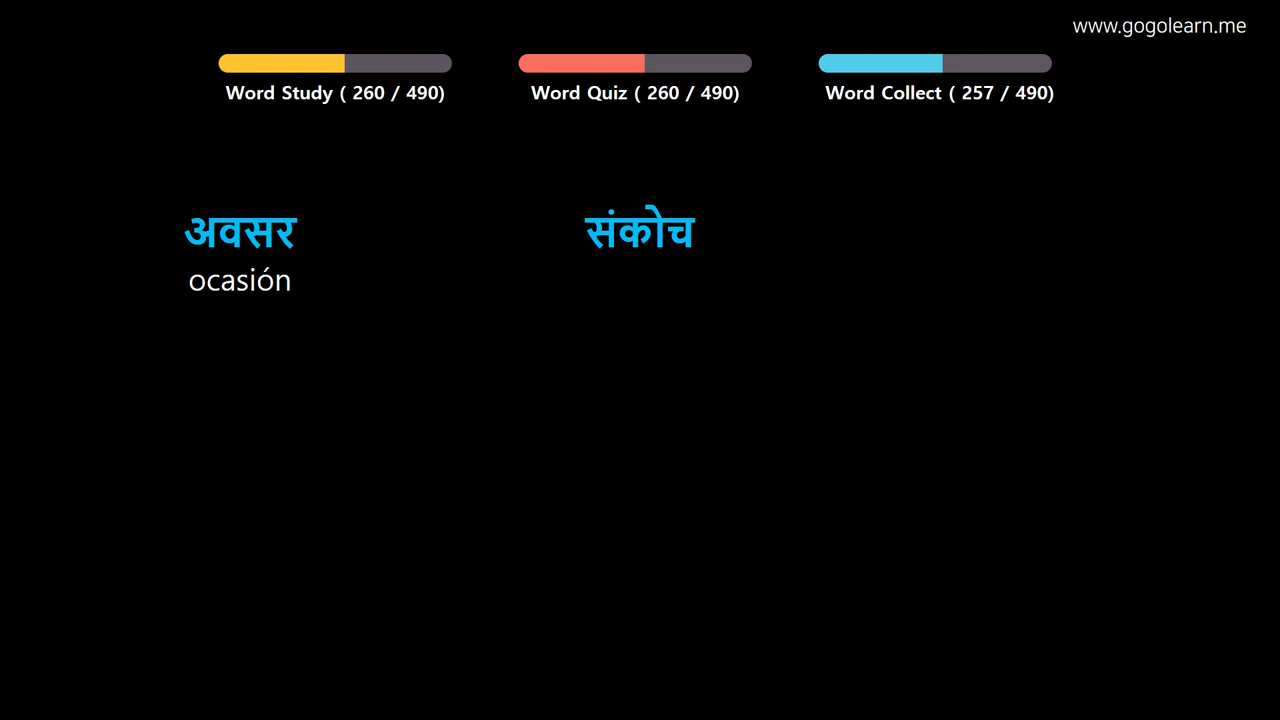 www.gogolearn.me
Word Study ( 260 / 490)
Word Quiz ( 260 / 490)
Word Collect ( 257 / 490)
अवसर
ocasión
संकोच